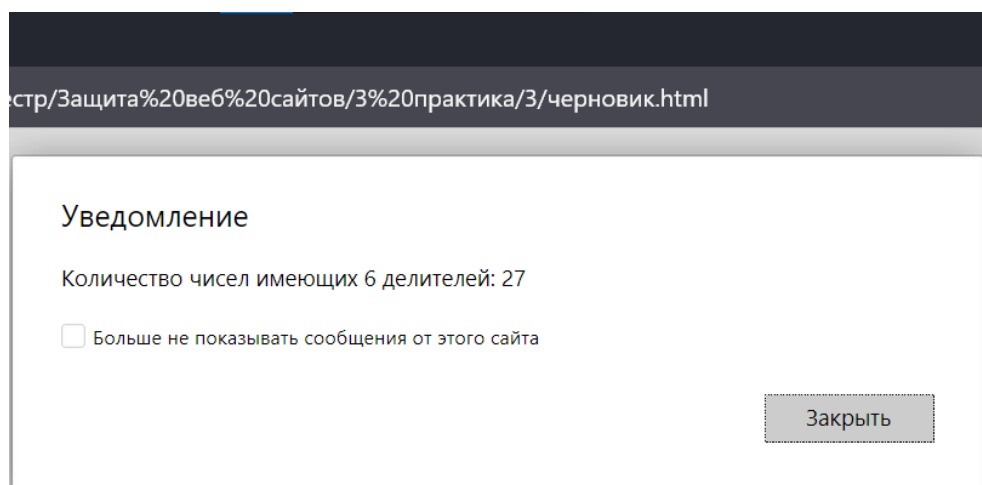 естр/Защита%20веб%20сайтов/3%20практика/3/черновик.html
Уведомление
Количество чисел имеющих 6 делителей: 27
Больше не показывать сообщения от этого сайта
Закрыть